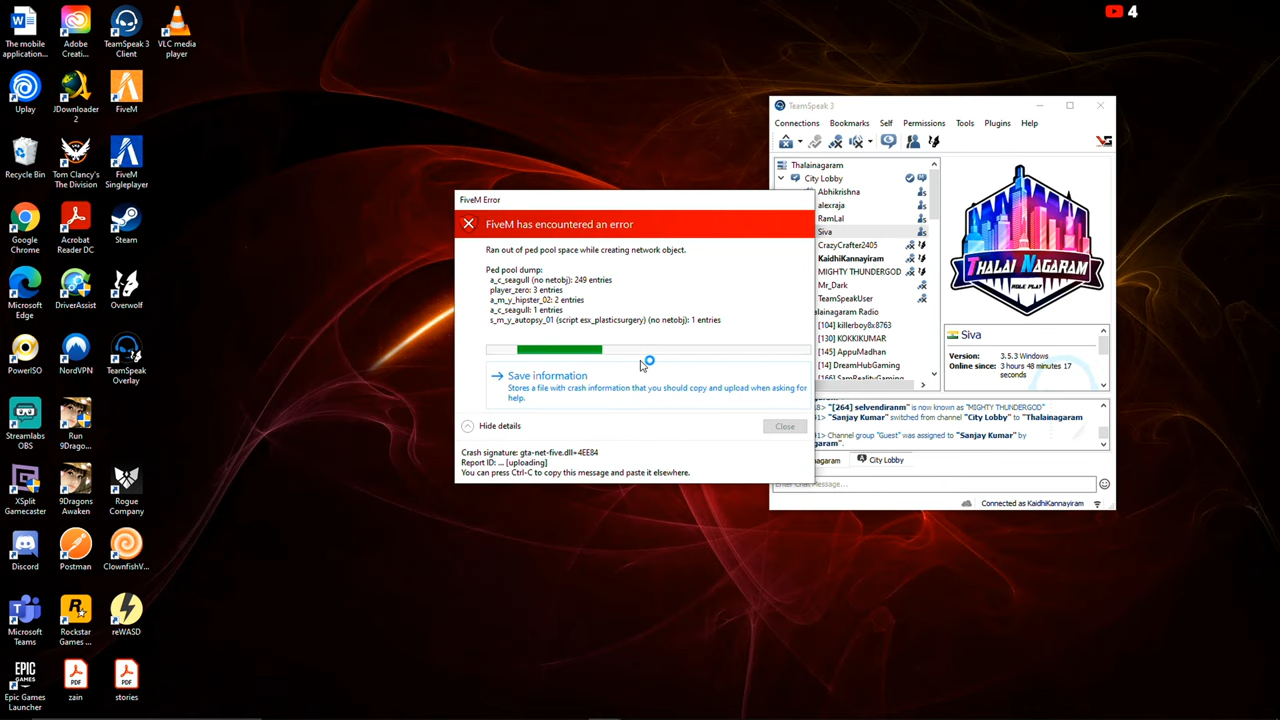 The mobile
application...
Adobe
Creati...
TeamSpeak 3
Client
VLC media
player
Uplay
JDownloader
2
FiveM
Recycle Bin
Tom Clancy's
The Division
FiveM
Singleplayer
Google
Chrome
Acrobat
Reader DC
Steam
Microsoft
Edge
DriverAssist
Overwolf
PowerISO
NordVPN
TeamSpeak
Overlay
Streamlabs
OBS
Run
9Drago...
XSplit
Gamecaster
9Dragons
Awaken
Rogue
Company
Discord
Postman
ClownfishV...
Microsoft
Teams
Rockstar
Games ...
reWASD
EPIC
GAMES
Epic Games
Launcher
zain
stories
4
FiveM Error
FiveM has encountered an error
Ran out of ped pool space while creating network object.
Ped pool dump:
a_c_seagull (no netobj): 249 entries
player_zero: 3 entries
a_m_y_hipster_02: 2 entries
a_c_seagull: 1 entries
s_m_y_autopsy_01 (script esx_plasticsurgery) (no netobj): 1 entries
Save information
Stores a file with crash information that you should copy and upload when asking for
help.
Hide details
Close
Crash signature: gta-net-five.dll+4EE84
Report ID: ... [uploading]
You can press Ctrl-C to copy this message and paste it elsewhere.
TeamSpeak 3
Connections Bookmarks Self Permissions Tools Plugins Help
Thalainagaram
City Lobby
Abhikrishna
alexraja
RamLal
Siva
CrazyCrafter2405
KaidhiKannayiram
MIGHTY THUNDERGOD
Mr_Dark
TeamSpeakUser
alainagaram Radio
[104] killerboy8x8763
[130] KOKKIKUMAR
[145] AppuMadhan
[14] DreamHubGaming
[166] SamRealityGaming
THALAI NAGARAM
ROLE PLAY
Siva
Version: 3.5.3 Windows
Online since: 3 hours 48 minutes 17
seconds
"[264] selvendiranm" is now known as "MIGHTY THUNDERGOD"
"Sanjay Kumar" switched from channel "City Lobby" to "Thalainagaram
Channel group "Guest" was assigned to "Sanjay Kumar" by
nagaram
City Lobby
Enter Chat Message...
Connected as KaidhiKannayiram